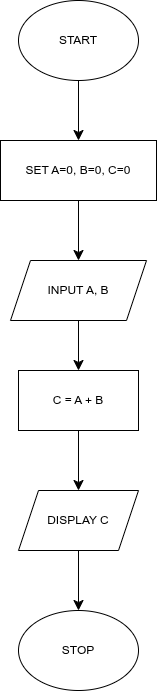 START
SET A=0, B=0, C=0
INPUT A, B
C = A + B
DISPLAY C
STOP